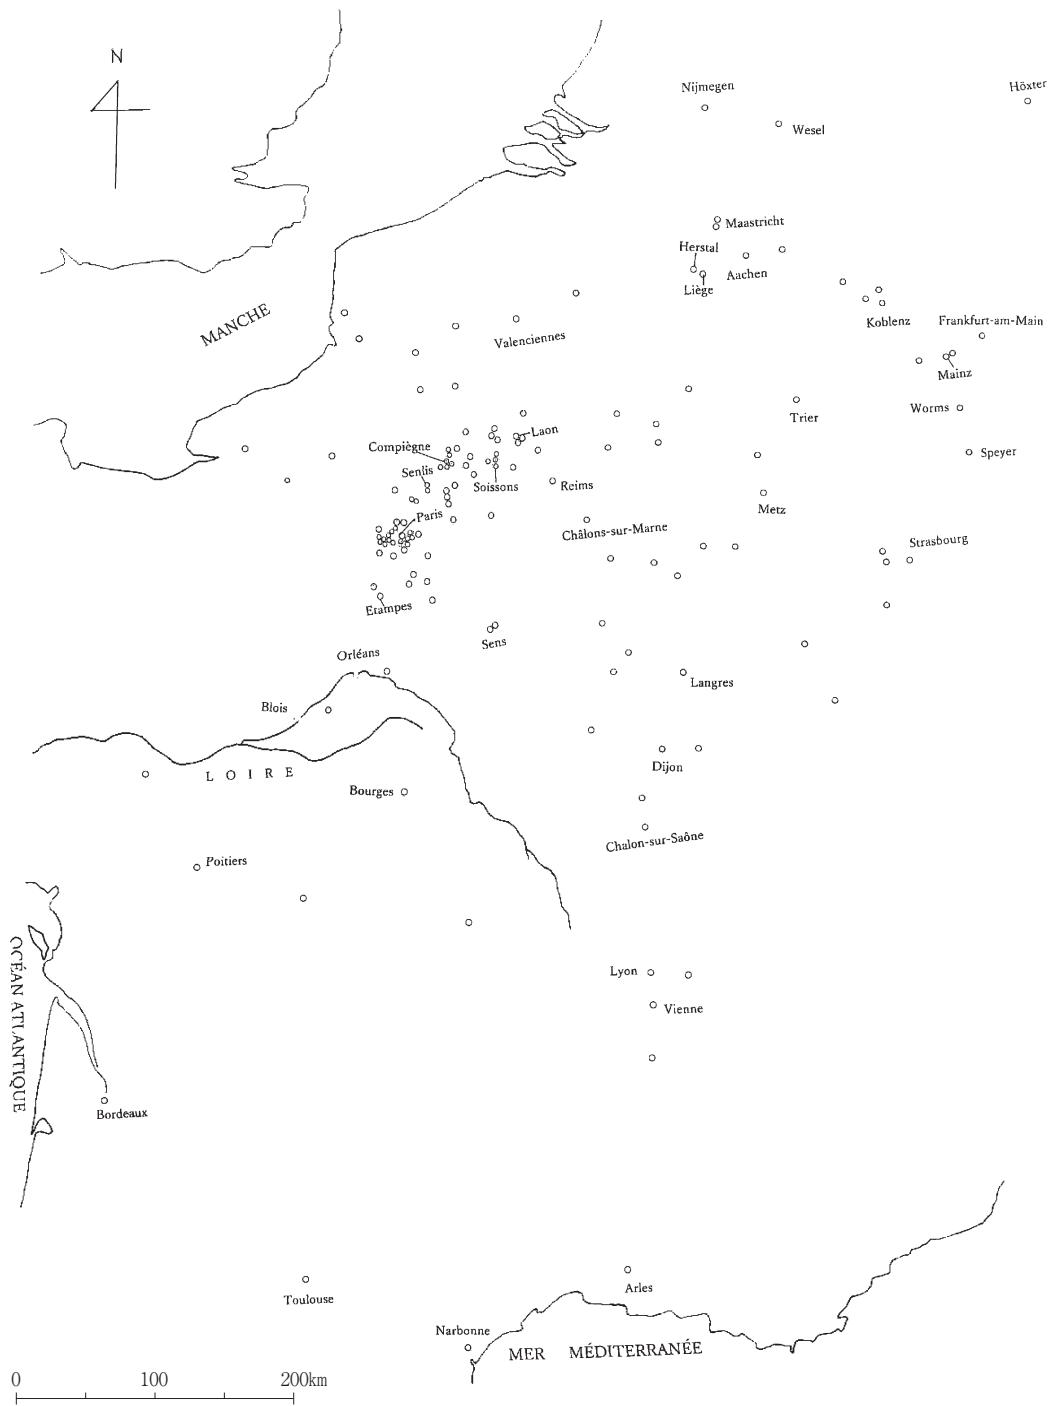 N
Nijmegen
Höxter
Wesel
Maastricht
Herstal
Aachen
Liège
MANCHE
Koblenz
Frankfurt-am-Main
Valenciennes
Mainz
Trier
Worms
Laon
Compiègne
Speyer
Senlis
Soissons
Reims
Metz
Paris
Châlons-sur-Marne
Strasbourg
Etampes
Sens
Orléans
Langres
Blois
LOIRE
Dijon
Bourges
Chalon-sur-Saône
Poitiers
OCÉAN ATLANTIQUE
Lyon
Vienne
Bordeaux
Arles
Toulouse
Narbonne
MER MÉDITERRANÉE
0 100 200km